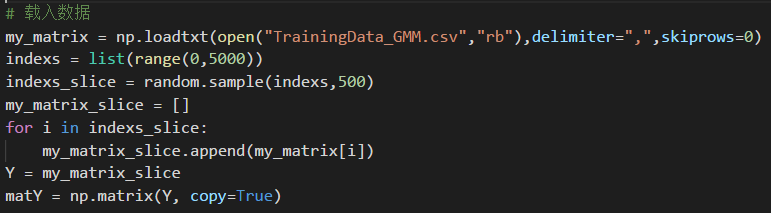 # 载入数据
my_matrix = np.loadtxt(open("TrainingData_GMM.csv","rb"),delimiter=",",skiprows=0)
indexs = list(range(0,5000))
indexs_slice = random.sample(indexs,500)
my_matrix_slice = []
for i in indexs_slice:
    my_matrix_slice.append(my_matrix[i])
Y = my_matrix_slice
matY = np.matrix(Y, copy=True)